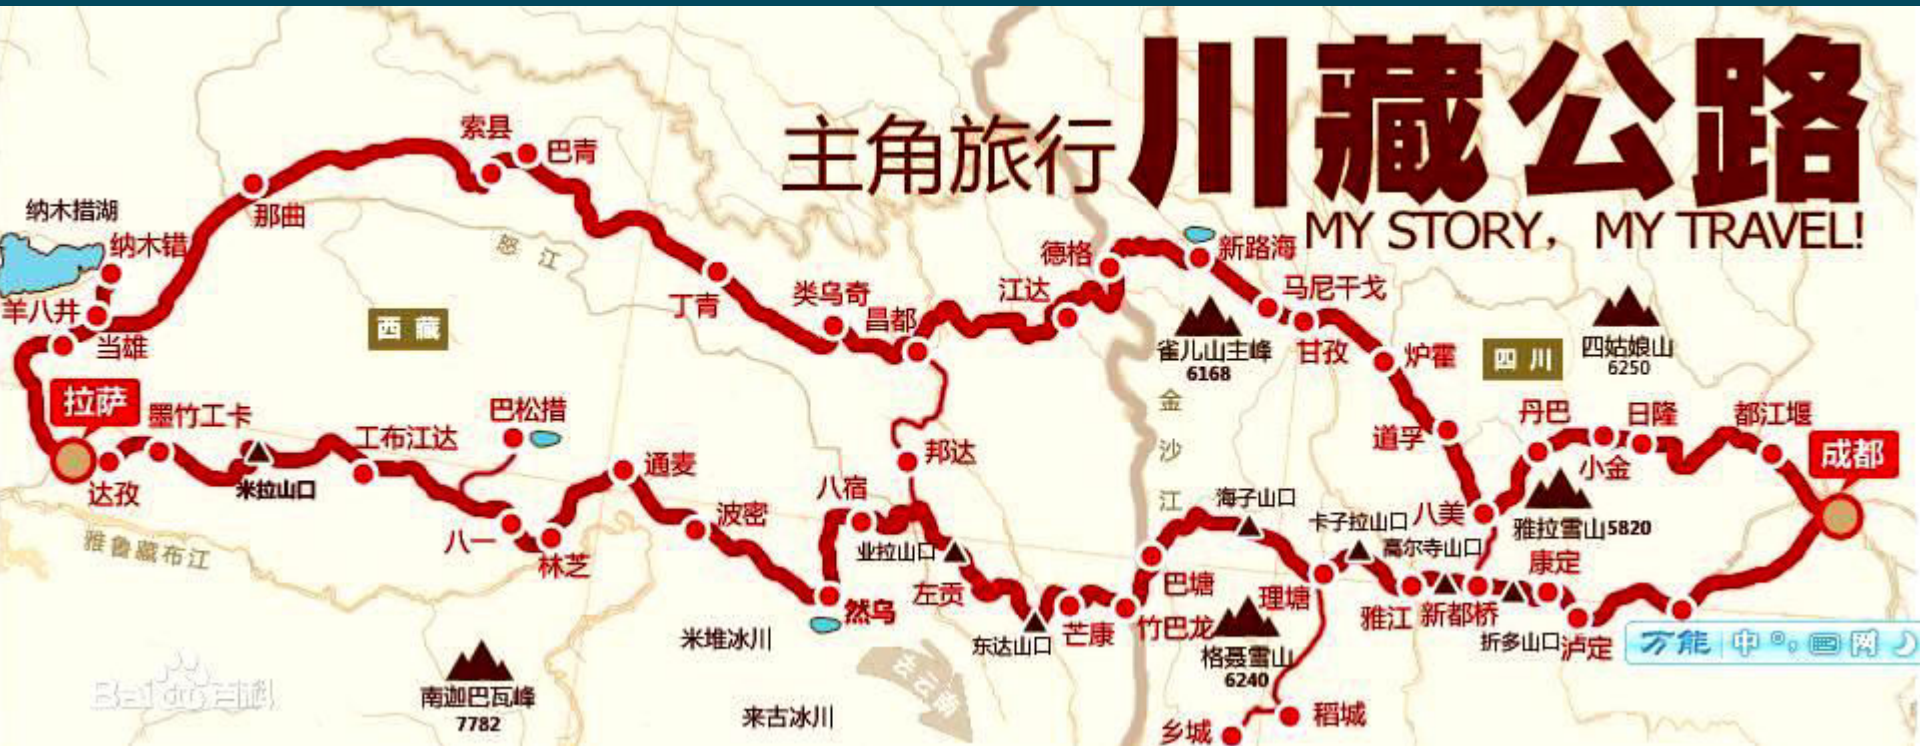 川藏公路
主角旅行
MY STORY, MY TRAVEL!
索县
巴青
纳木措湖
那曲
纳木错
怒江
德格
新路海
羊八井
丁青
类乌奇
昌都
江达
马尼干戈
西藏
当雄
雀儿山主峰
6168
甘孜
炉霍
四川
四姑娘山
6250
拉萨
墨竹工卡
巴松措
金沙江
丹巴
日隆
都江堰
工布江达
道孚
成都
通麦
邦达
小金
达孜
米拉山口
八宿
海子山口
波密
卡子拉山口
八美
雅拉雪山5820
雅鲁藏布江
八一
业拉山口
高尔寺山口
林芝
康定
左贡
巴塘
理塘
然乌
雅江
新都桥
米堆冰川
东达山口
芒康
竹巴龙
折多山口
泸定
万能
中
网
格聂雪山
6240
南迦巴瓦峰
7782
Bai百科
来古冰川
稻城
乡城